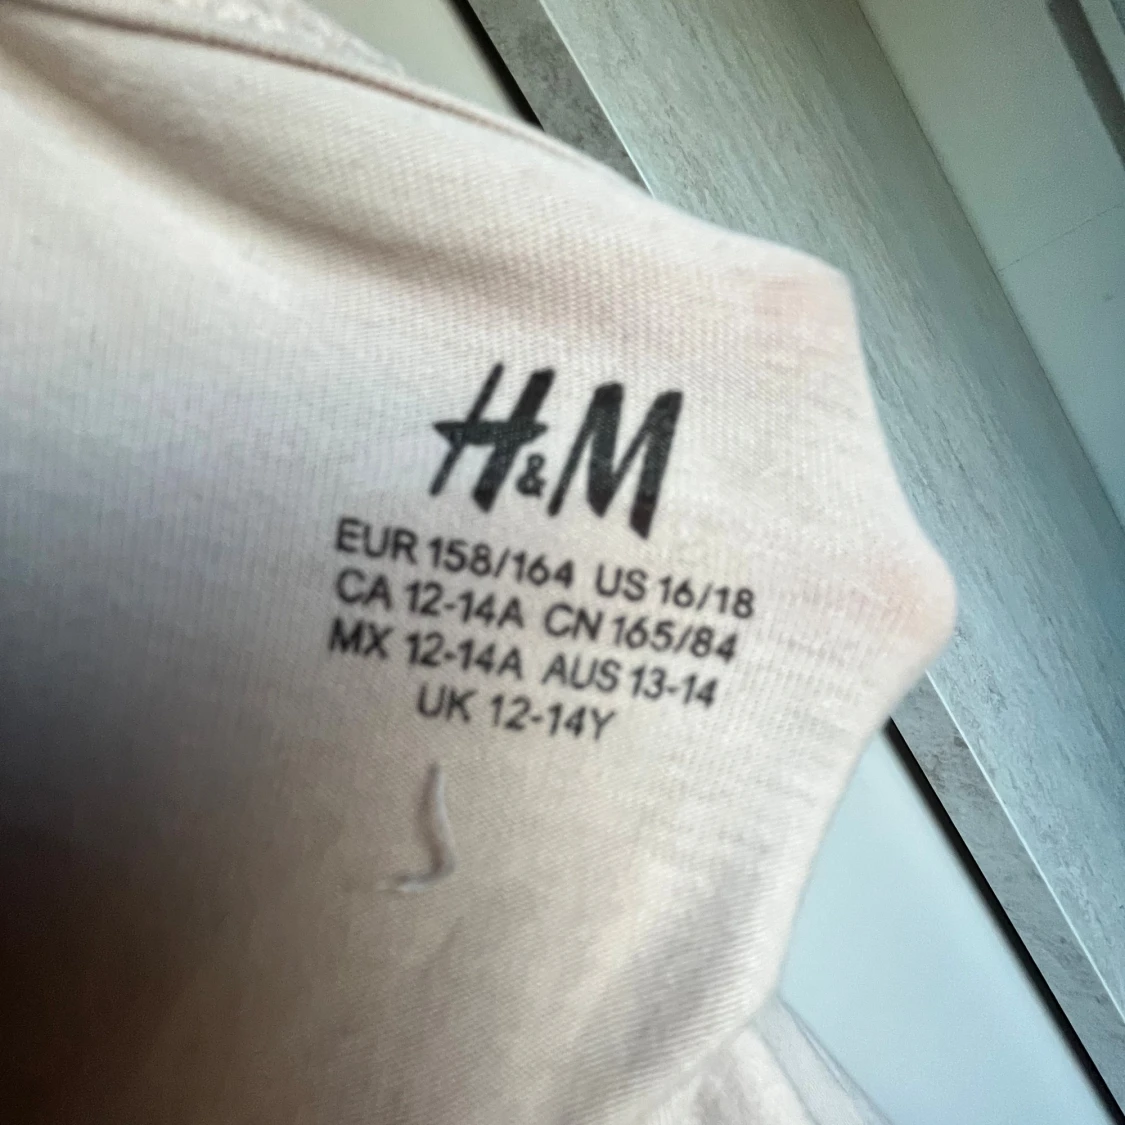 H&M
EUR 158/164 US 16/18
CA 12-14A CN 165/84
MX 12-14A AUS 13-14
UK 12-14Y